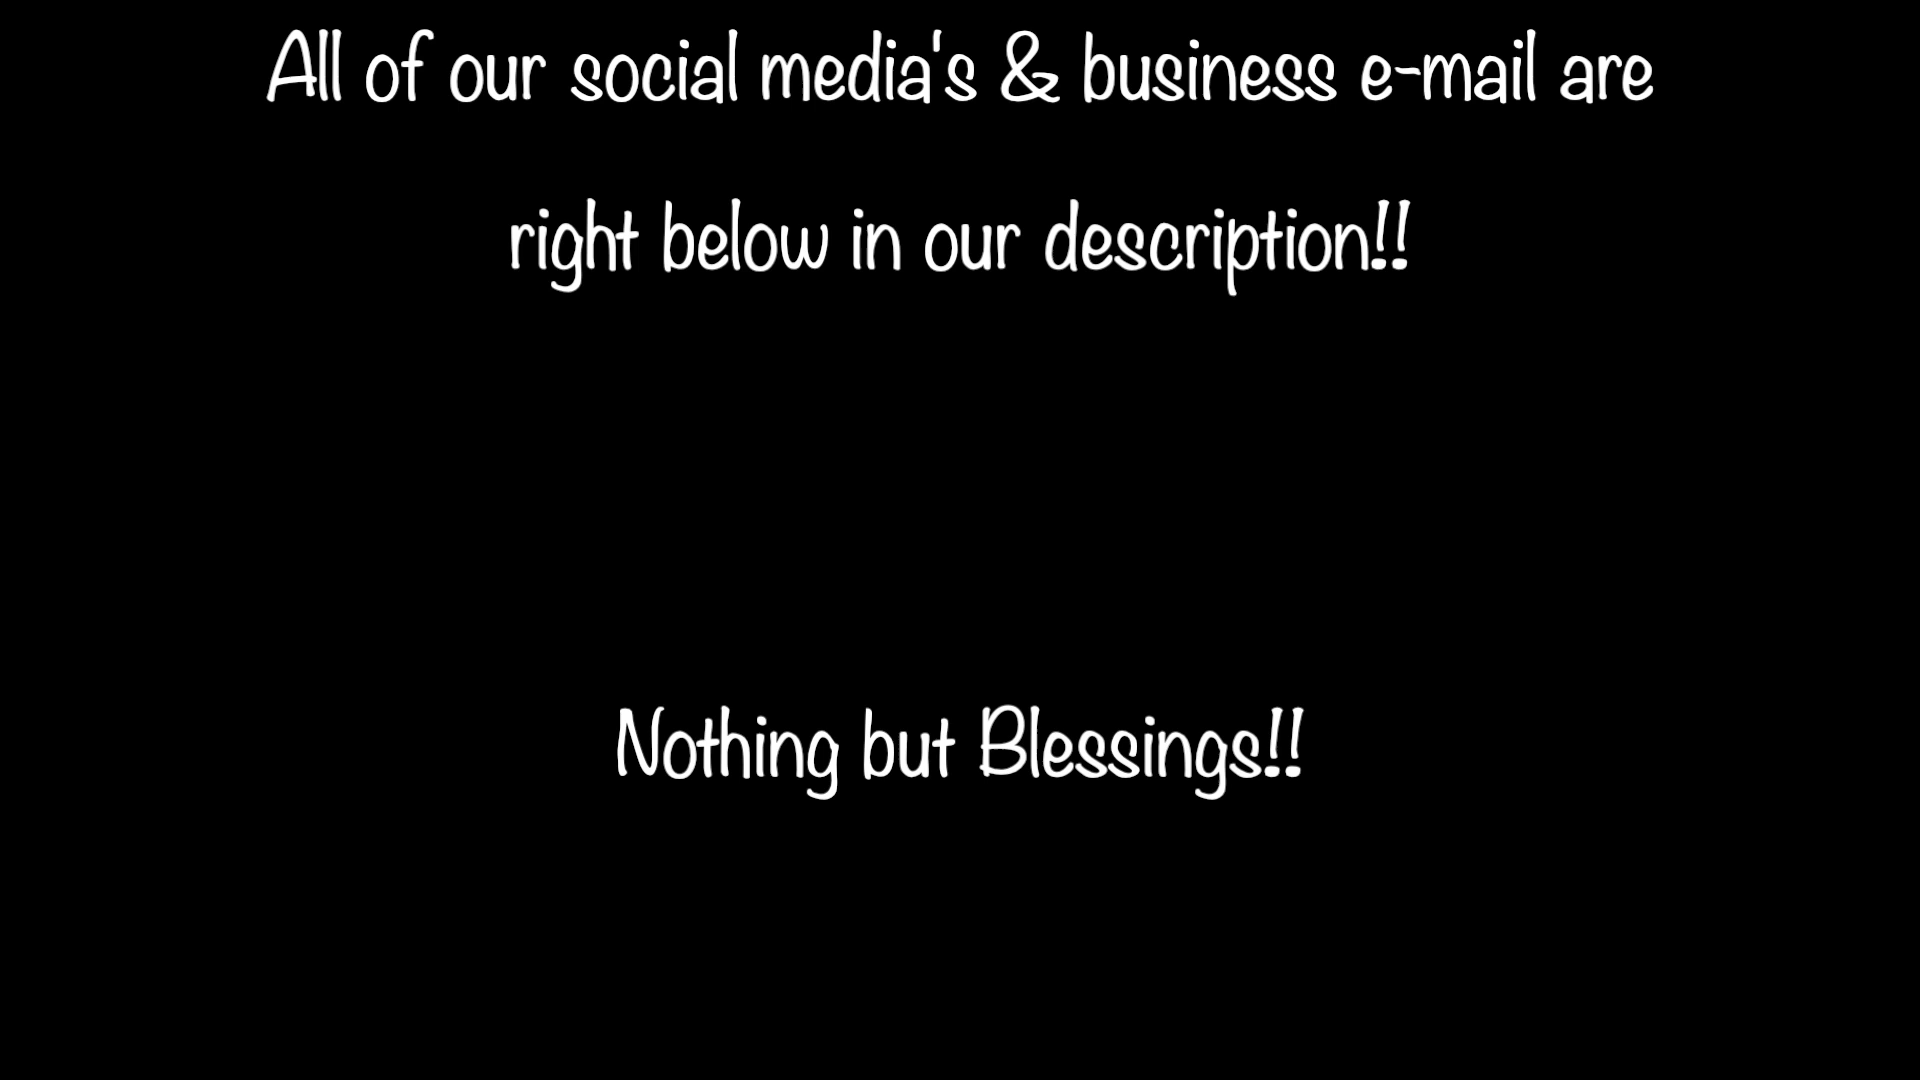 All of our social media's & business e-mail are
right below in our description!!
Nothing but Blessings!!